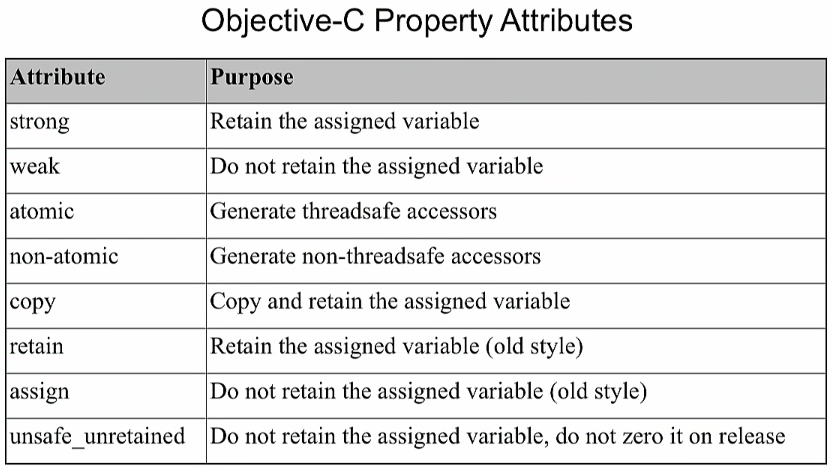 Objective-C Property Attributes
Attribute Purpose
strong Retain the assigned variable
weak Do not retain the assigned variable
atomic Generate threadsafe accessors
non-atomic Generate non-threadsafe accessors
copy Copy and retain the assigned variable
retain Retain the assigned variable (old style)
assign Do not retain the assigned variable (old style)
unsafe_unretained Do not retain the assigned variable, do not zero it on release